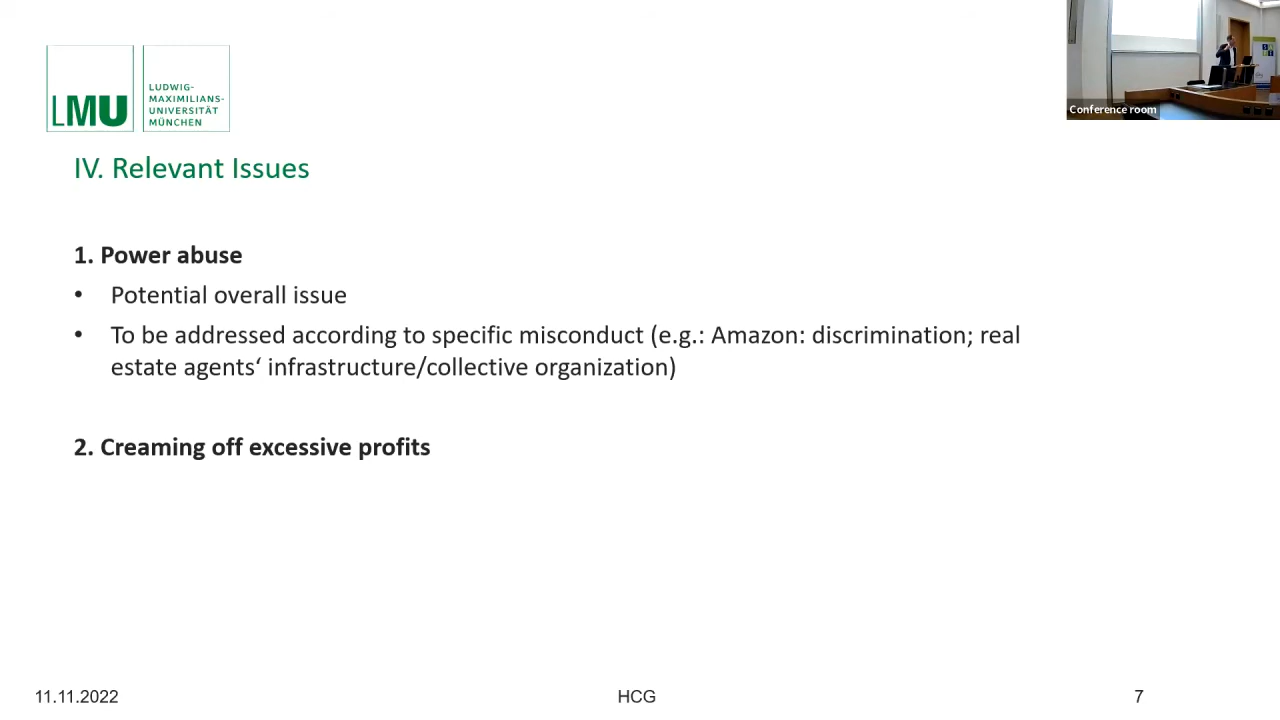 Conference room
LMU
LUDWIG-
MAXIMILIANS-
UNIVERSITÄT
MÜNCHEN
IV. Relevant Issues
1. Power abuse
• Potential overall issue
• To be addressed according to specific misconduct (e.g.: Amazon: discrimination; real
estate agents‘ infrastructure/collective organization)
2. Creaming off excessive profits
11.11.2022
HCG
7